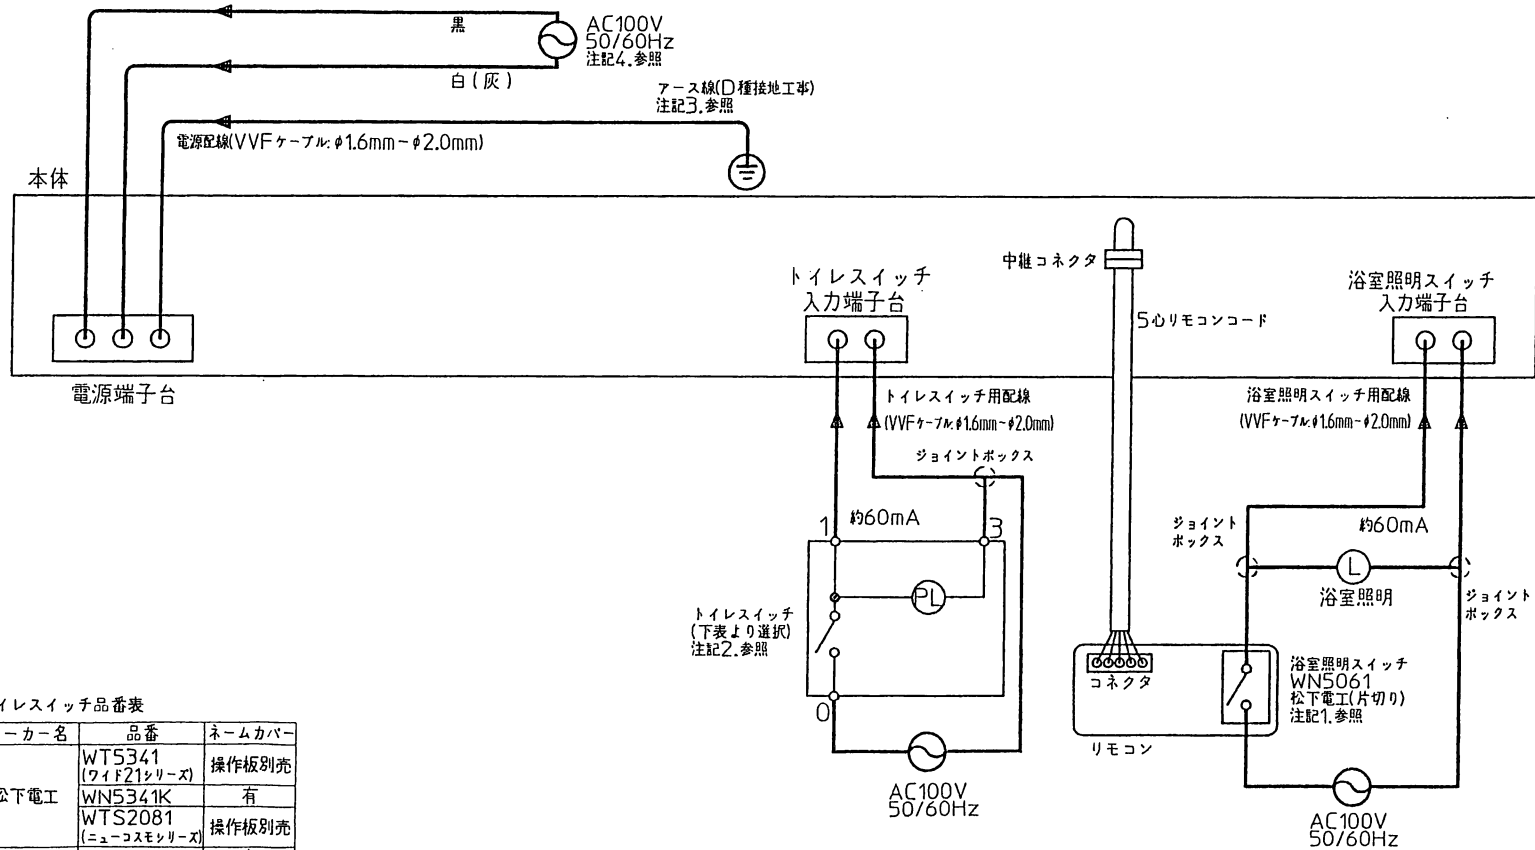 黒
AC100V
50/60Hz
注記4.参照
白(灰)
アース線(D種接地工事)
注記3.参照
電源配線(VVFケーブル:φ1.6mm-φ2.0mm)
本体
電源端子台
トイレスイッチ
入力端子台
中継コネクタ
5心リモコンコード
浴室照明スイッチ
入力端子台
トイレスイッチ用配線
(VVFケーブル:φ1.6mm-φ2.0mm)
ジョイントボックス
浴室照明スイッチ用配線
(VVFケーブル:φ1.6mm-φ2.0mm)
1
約60mA
3
PL
トイレスイッチ
(下表より選択)
注記2.参照
0
AC100V
50/60Hz
ジョイント
ボックス
約60mA
L
浴室照明
ジョイント
ボックス
コネクタ
リモコン
浴室照明スイッチ
WN5061
松下電工(片切り)
注記1.参照
AC100V
50/60Hz
イレスイッチ品番表
ーカー名 品番 ネームカバー
松下電工
WT5341
(ワイド21シリーズ)
操作板別売
WN5341K 有
WTS2081
(ニューコスモシリーズ)
操作板別売